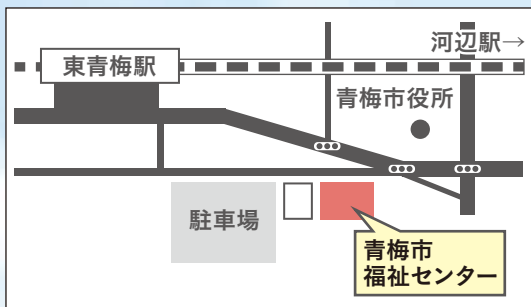 河辺駅→
東青梅駅
青梅市役所
駐車場
青梅市
福祉センター